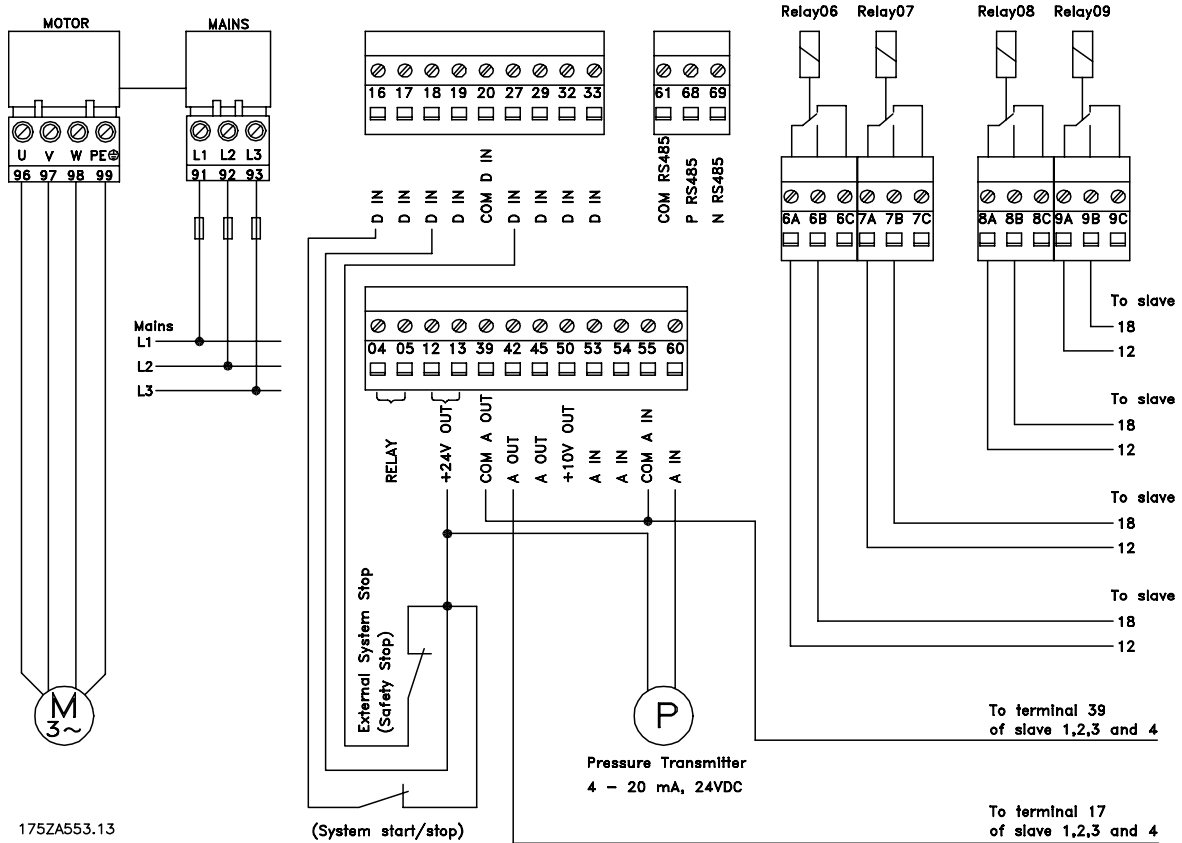 MOTOR
MAINS
Relay06 Relay07 Relay08 Relay09
U V W PE
96 97 98 99
L1 L2 L3
91 92 93
16 17 18 19 20 27 29 32 33
61 68 69
D IN
D IN
D IN
D IN
COM D IN
D IN
D IN
D IN
D IN
COM RS485
P RS485
N RS485
6A 6B 6C 7A 7B 7C
8A 8B 8C 9A 9B 9C
Mains
L1
L2
L3
04 05 12 13 39 42 45 50 53 54 55 60
RELAY
+24V OUT
COM A OUT
A OUT
A OUT
+10V OUT
A IN
A IN
COM A IN
A IN
To slave
18
12
To slave
18
12
To slave
18
12
To slave
18
12
External System Stop
(Safety Stop)
M
3~
P
Pressure Transmitter
4 - 20 mA, 24VDC
To terminal 39
of slave 1,2,3 and 4
To terminal 17
of slave 1,2,3 and 4
(System start/stop)
175ZA553.13